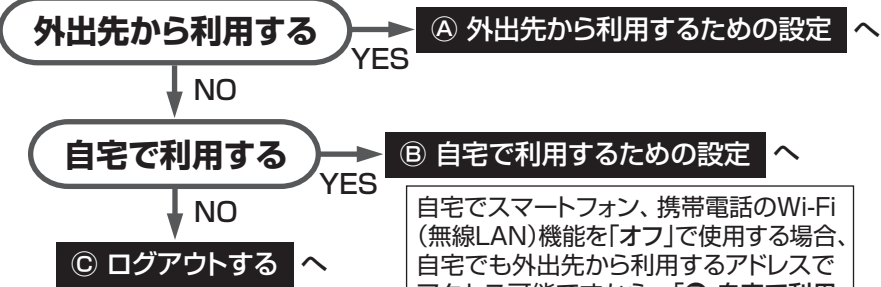 外出先から利用する
YES
Ⓐ 外出先から利用するための設定 へ
NO
自宅で利用する
YES
Ⓑ 自宅で利用するための設定 へ
NO
Ⓒ ログアウトする へ
自宅でスマートフォン、携帯電話のWi-Fi
（無線LAN）機能を「オフ」で使用する場合、
自宅でも外出先から利用するアドレスで